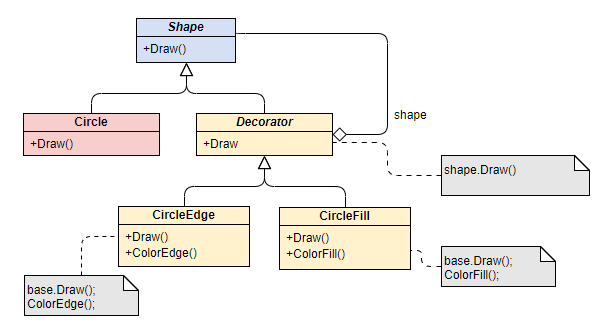 Shape
+Draw()
shape
Circle
+Draw()
Decorator
+Draw
shape.Draw()
CircleEdge
+Draw()
+ColorEdge()
CircleFill
+Draw()
+ColorFill()
base.Draw();
ColorFill();
base.Draw();
ColorEdge();